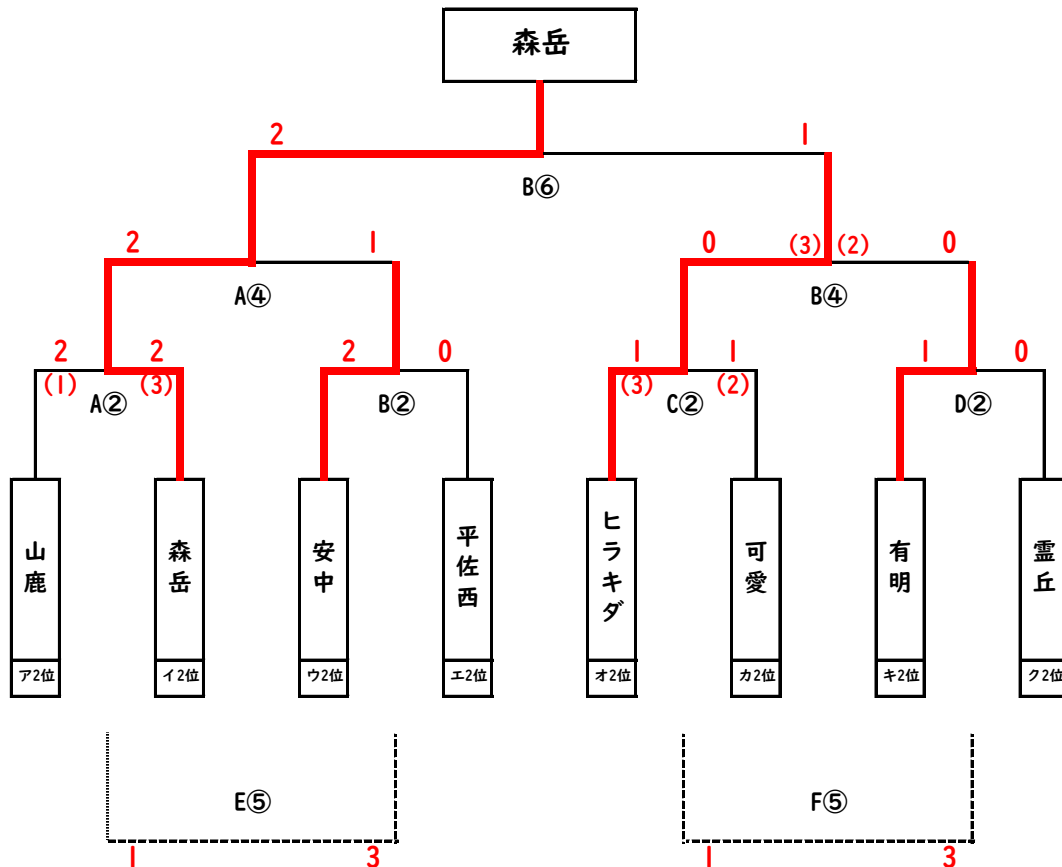 森岳
2 1
B⑥
2 1 0 (3) (2) 0
A④ B④
2 2 2 0 1 1 1 0
(1) (3) (3) (2)
A② B② C② D②
山鹿 森岳 安中 平佐西 ヒラキダ 可愛 有明 霊丘
ア2位 イ2位 ウ2位 エ2位 オ2位 カ2位 キ2位 ク2位
E⑤ F⑤
1 3 1 3